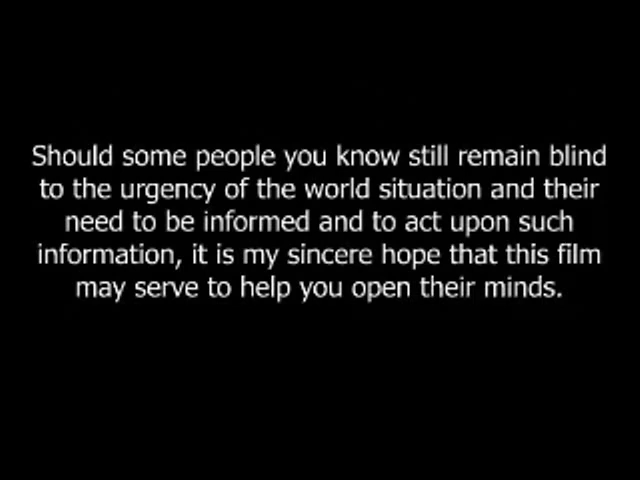 Should some people you know still remain blind
to the urgency of the world situation and their
need to be informed and to act upon such
information, it is my sincere hope that this film
may serve to help you open their minds.